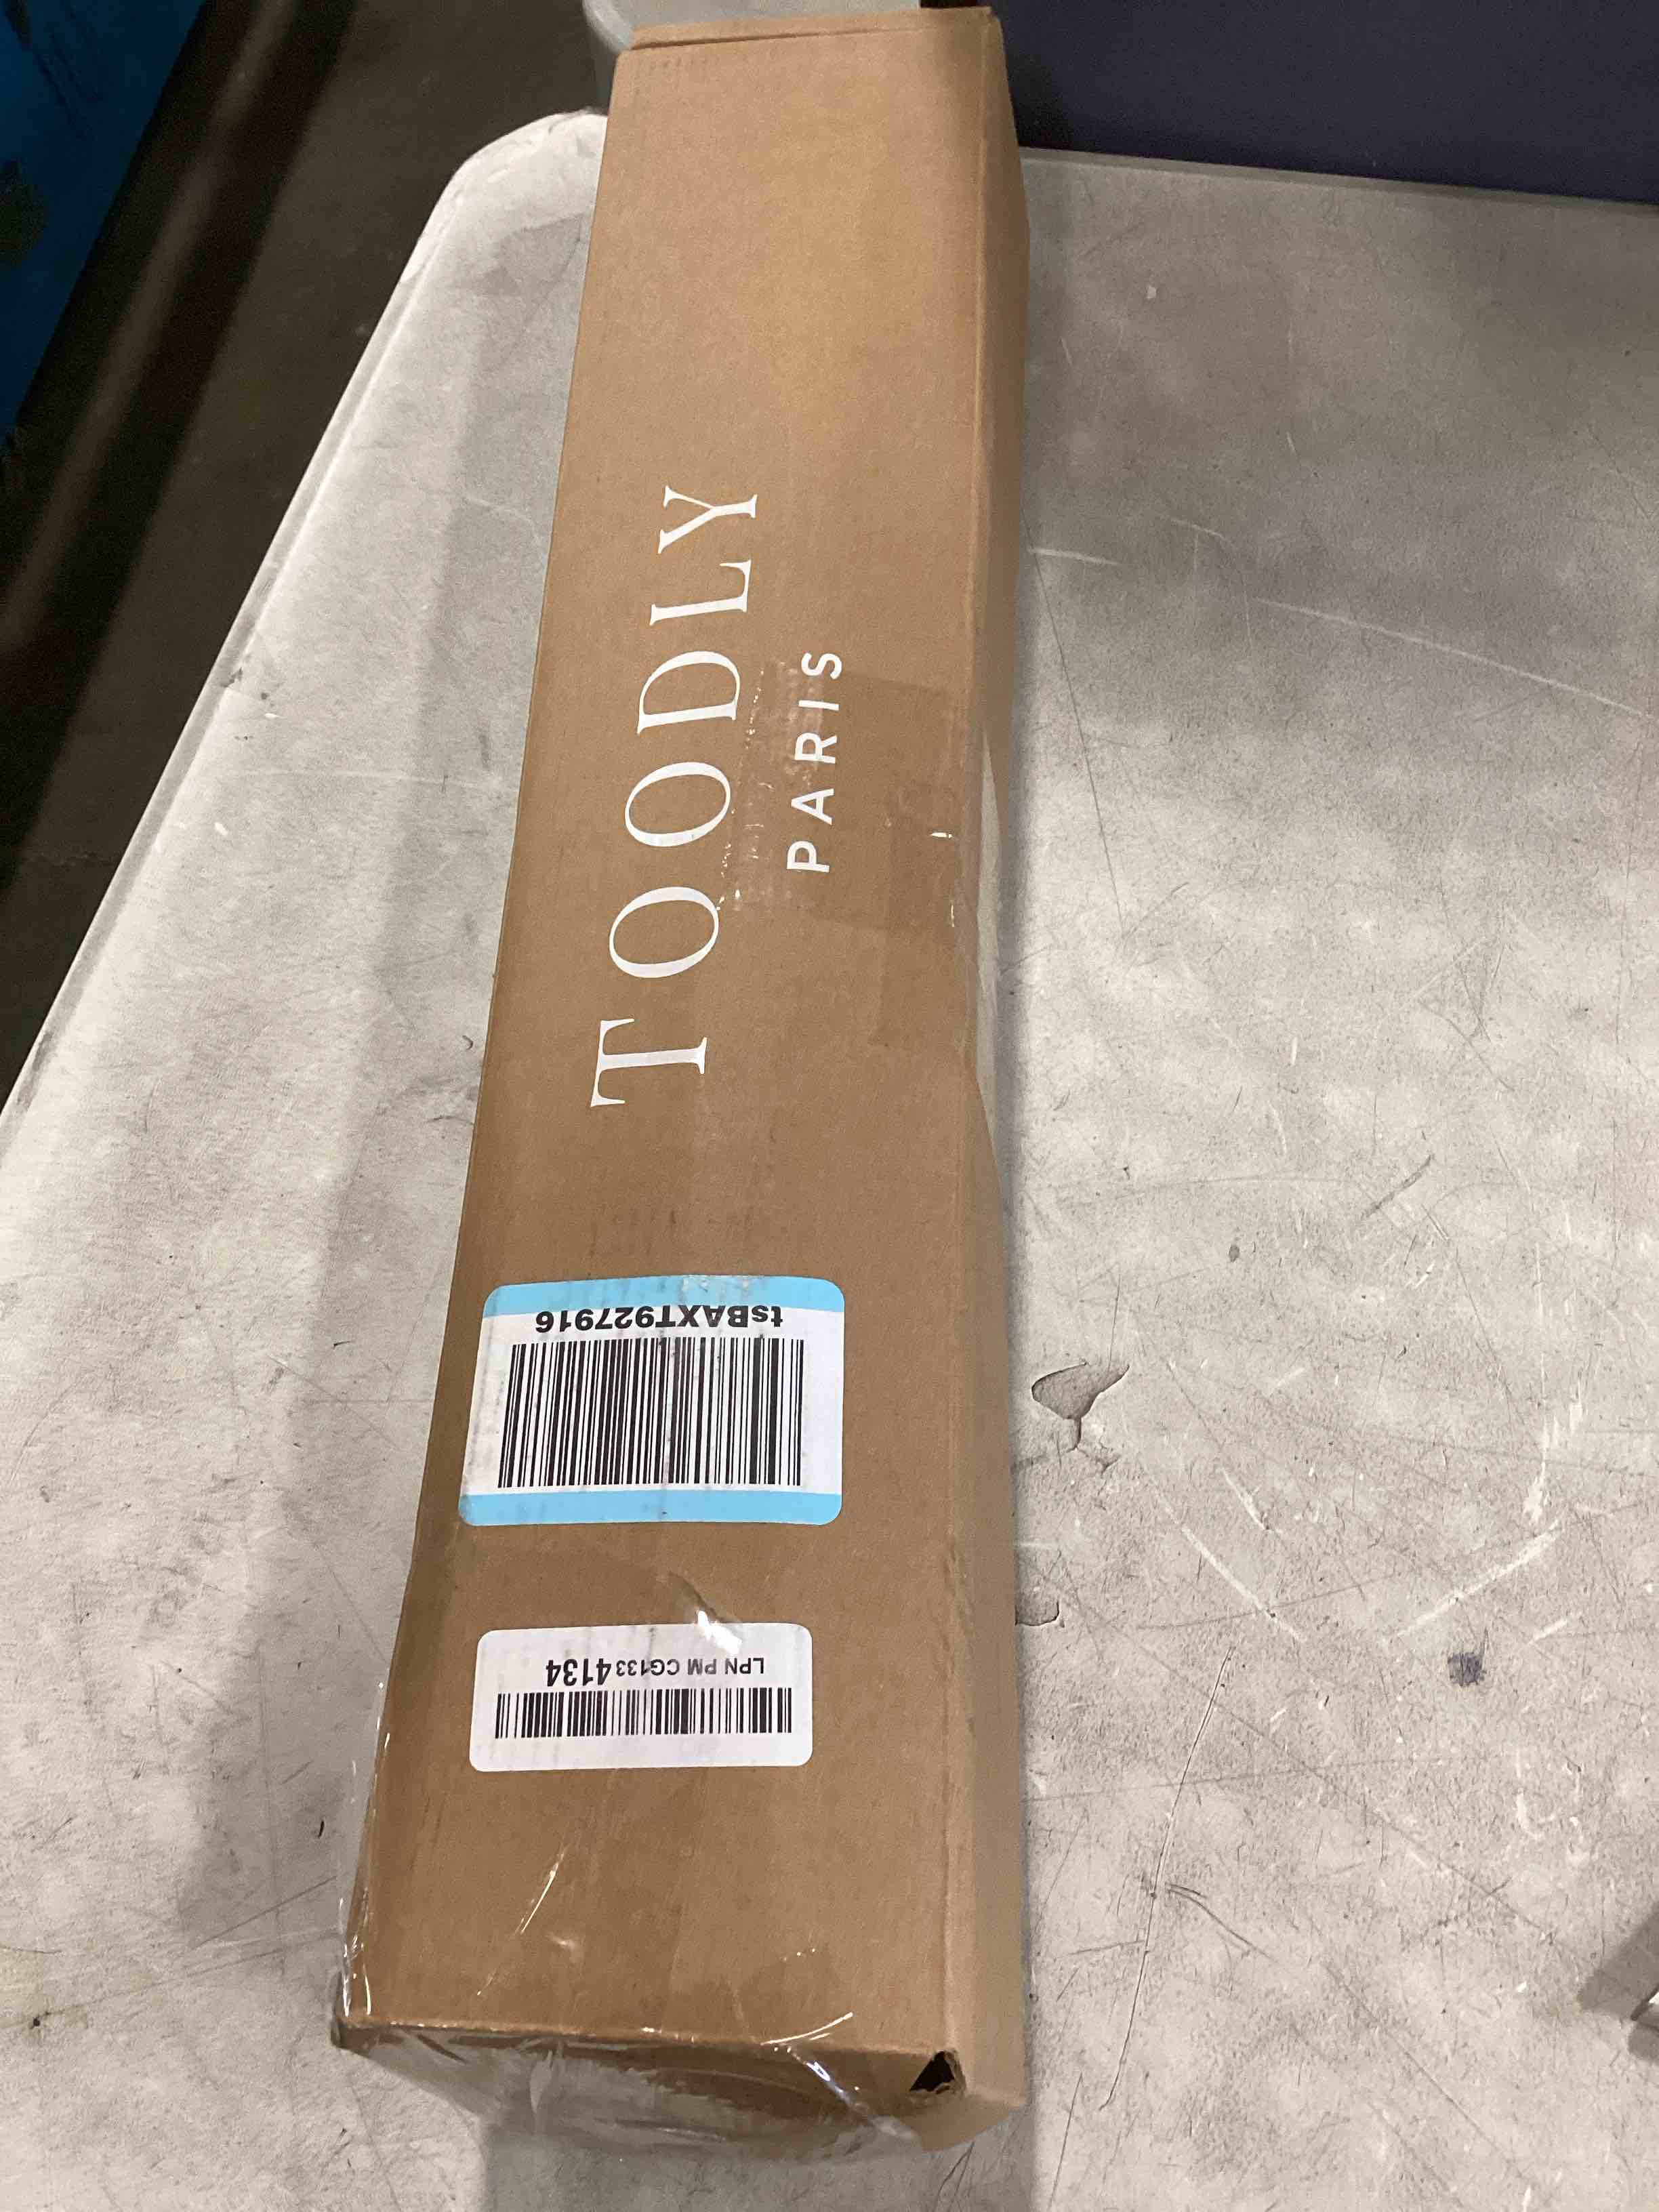 TOODLY
PARIS
tsBAXT927916
LPN PM CG1334134